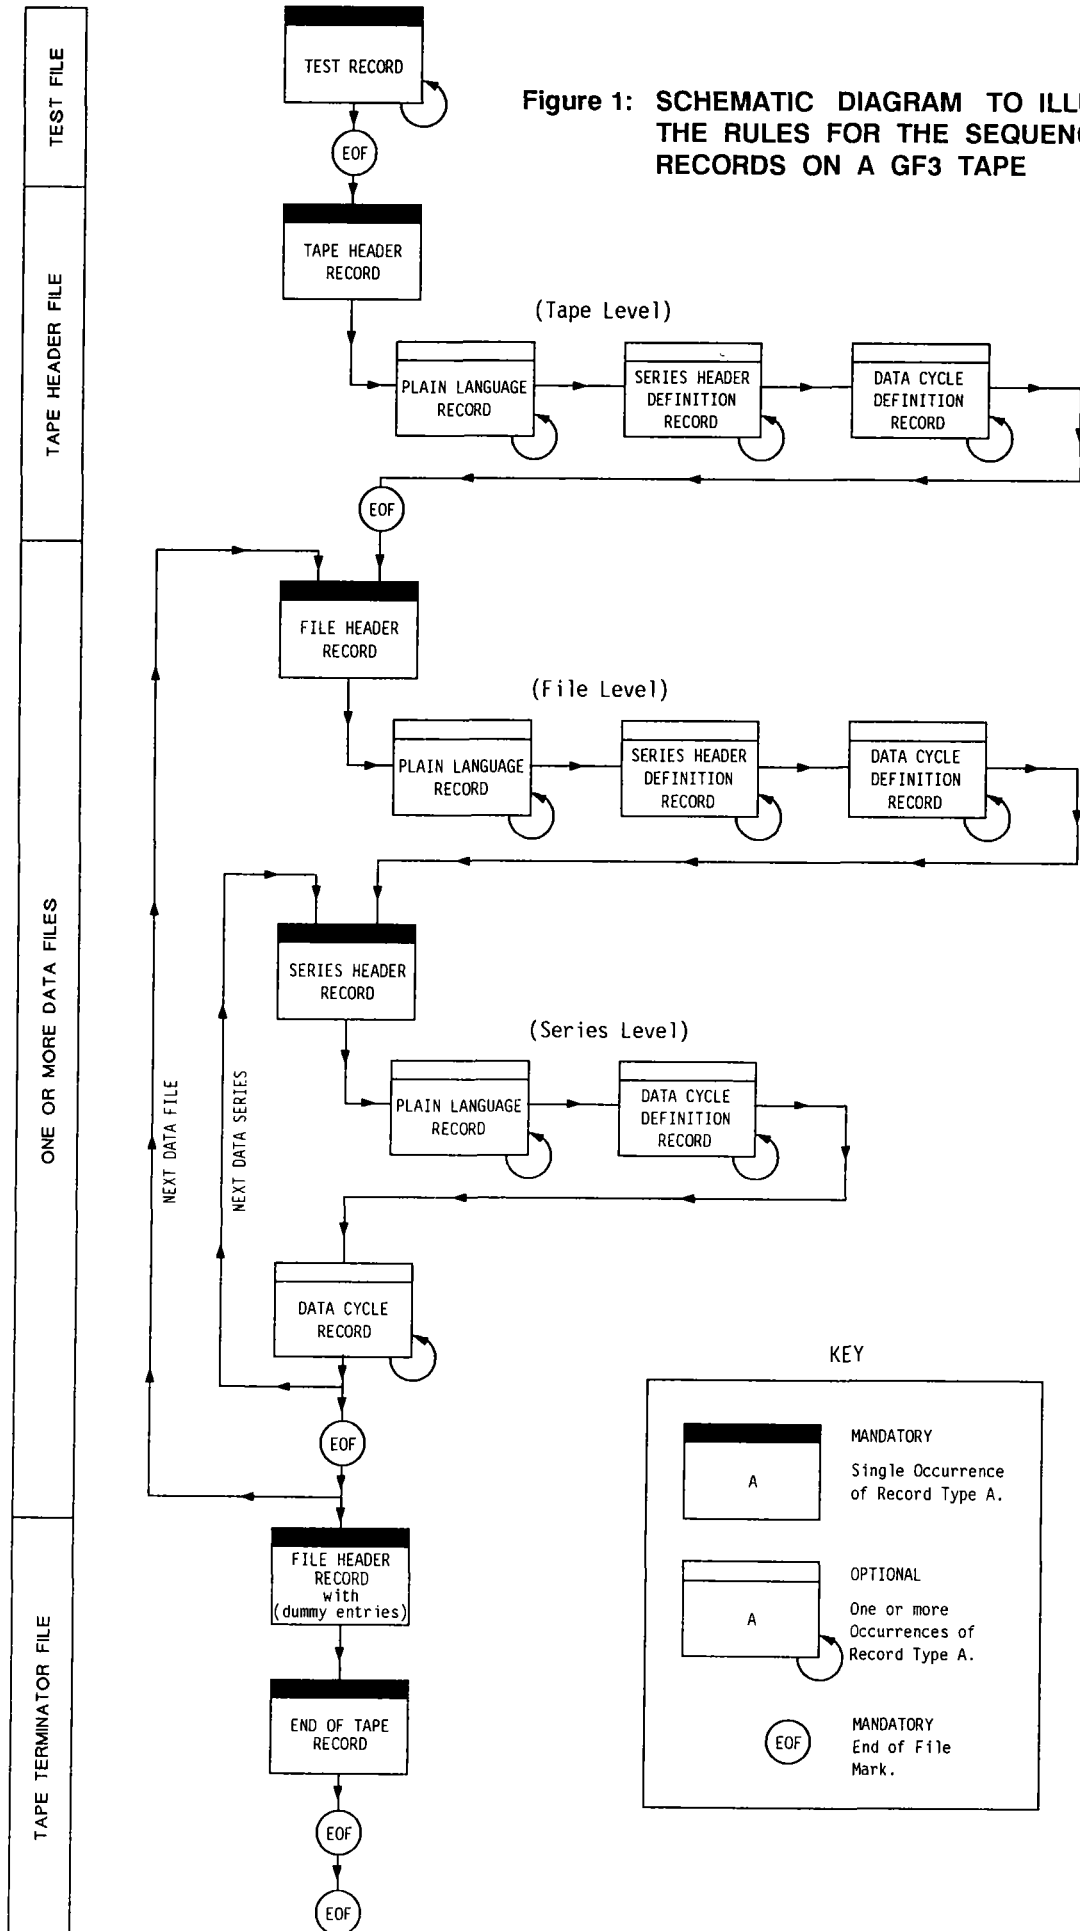 TEST FILE
TEST RECORD
EOF
Figure 1: SCHEMATIC DIAGRAM TO
THE RULES FOR THE
RECORDS ON A GF3 TAPE
TAPE HEADER FILE
TAPE HEADER
RECORD
(Tape Level)
PLAIN LANGUAGE
RECORD
SERIES HEADER
DEFINITION
RECORD
DATA CYCLE
DEFINITION
RECORD
EOF
ONE OR MORE DATA FILES
FILE HEADER
RECORD
(File Level)
PLAIN LANGUAGE
RECORD
SERIES HEADER
DEFINITION
RECORD
DATA CYCLE
DEFINITION
RECORD
SERIES HEADER
RECORD
(Series Level)
PLAIN LANGUAGE
RECORD
DATA CYCLE
DEFINITION
RECORD
NEXT DATA FILE
NEXT DATA SERIES
DATA CYCLE
RECORD
EOF
TAPE TERMINATOR FILE
FILE HEADER
RECORD
with
(dummy entries)
END OF TAPE
RECORD
EOF
EOF
KEY
A
MANDATORY
Single Occurrence
of Record Type A.
A
OPTIONAL
One or more
Occurrences of
Record Type A.
EOF
MANDATORY
End of File
Mark.